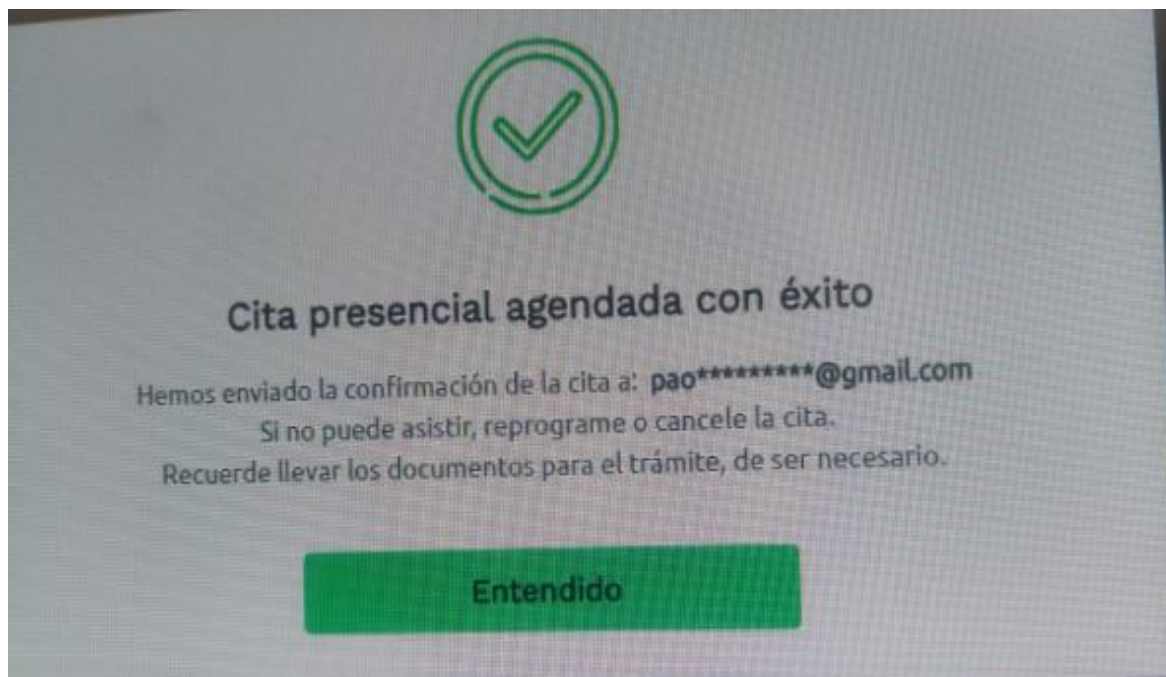 Cita presencial agendada con éxito
Hemos enviado la confirmación de la cita a: pao*********@gmail.com
Si no puede asistir, reprograme o cancele la cita.
Recuerde llevar los documentos para el trámite, de ser necesario.
Entendido